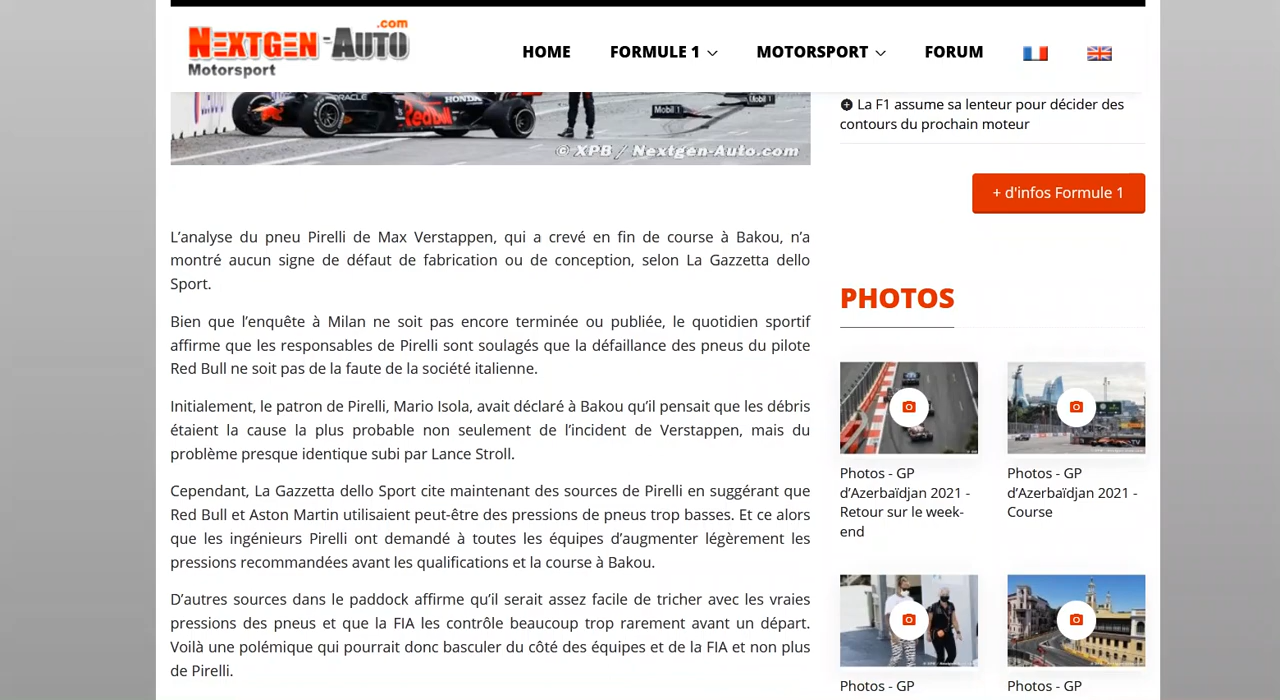 NEXTGEN-AUTO.com
Motorsport
HOME
FORMULE 1
MOTORSPORT
FORUM
ORACLE
HONDA
Mobil 1
Mobil 1
RedBull
© XPB / Nextgen-Auto.com
L’analyse du pneu Pirelli de Max Verstappen, qui a crevé en fin de course à Bakou, n’a
montré aucun signe de défaut de fabrication ou de conception, selon La Gazzetta dello
Sport.
Bien que l’enquête à Milan ne soit pas encore terminée ou publiée, le quotidien sportif
affirme que les responsables de Pirelli sont soulagés que la défaillance des pneus du pilote
Red Bull ne soit pas de la faute de la société italienne.
Initialement, le patron de Pirelli, Mario Isola, avait déclaré à Bakou qu’il pensait que les débris
étaient la cause la plus probable non seulement de l’incident de Verstappen, mais du
problème presque identique subi par Lance Stroll.
Cependant, La Gazzetta dello Sport cite maintenant des sources de Pirelli en suggérant que
Red Bull et Aston Martin utilisaient peut-être des pressions de pneus trop basses. Et ce alors
que les ingénieurs Pirelli ont demandé à toutes les équipes d’augmenter légèrement les
pressions recommandées avant les qualifications et la course à Bakou.
D’autres sources dans le paddock affirme qu’il serait assez facile de tricher avec les vraies
pressions des pneus et que la FIA les contrôle beaucoup trop rarement avant un départ.
Voilà une polémique qui pourrait donc basculer du côté des équipes et de la FIA et non plus
de Pirelli.
La F1 assume sa lenteur pour décider des
contours du prochain moteur
+ d'infos Formule 1
PHOTOS
Photos - GP
d’Azerbaïdjan 2021 -
Retour sur le week-
end
Photos - GP
d’Azerbaïdjan 2021 -
Course
Photos - GP
Photos - GP